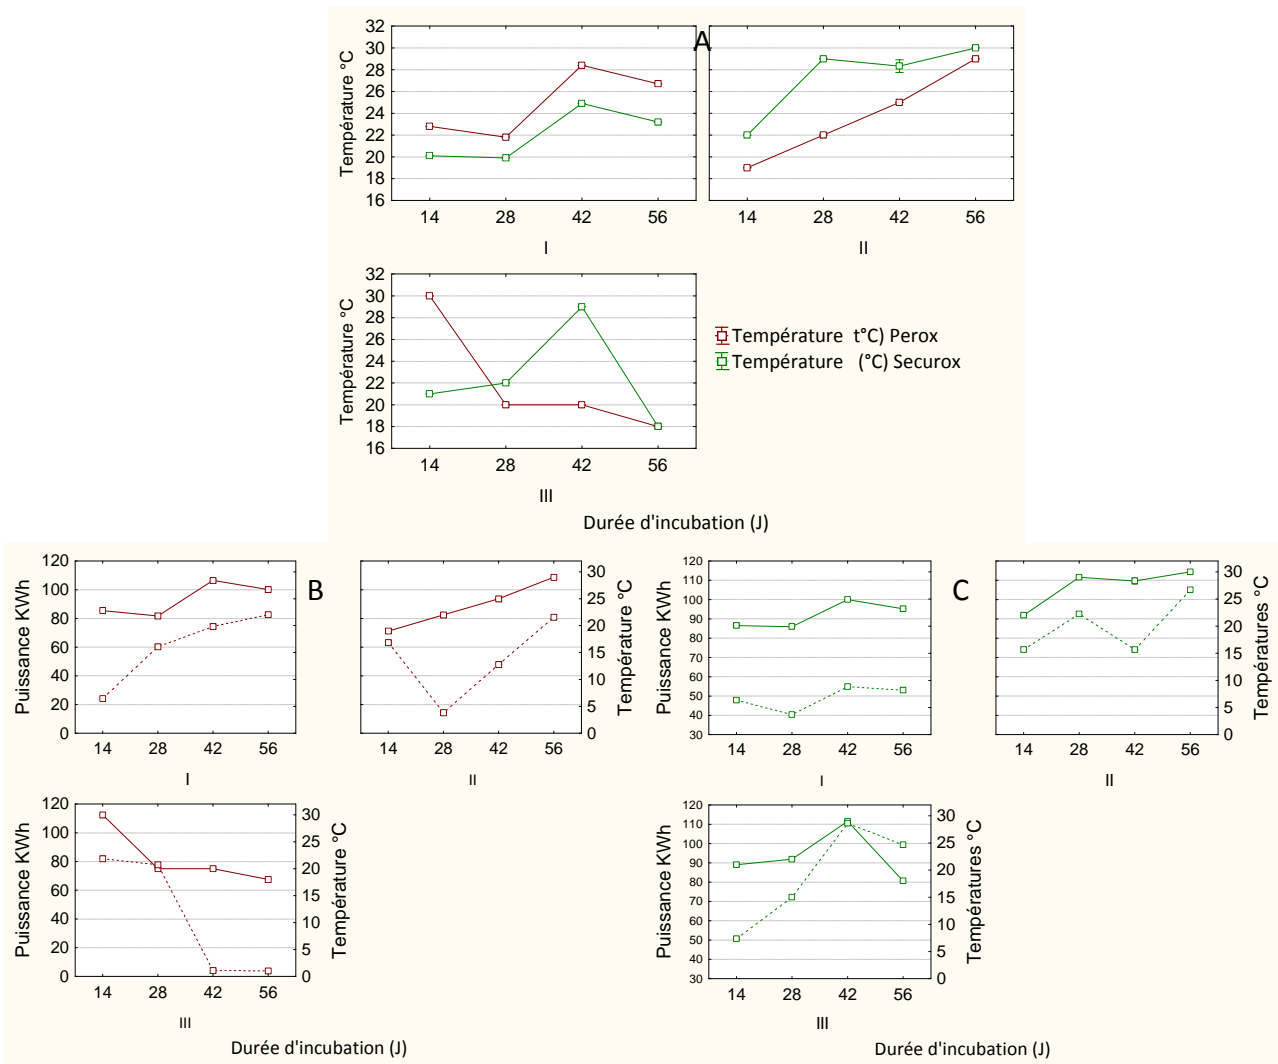 A
32
30
28
26
24
22
20
18
16
Température °C
14 28 42 56
I
14 28 42 56
II
32
30
28
26
24
22
20
18
16
Température °C
14 28 42 56
III
Température t°C) Perox
Température (°C) Securox
Durée d'incubation (J)
B
120
100
80
60
40
20
0
Puissance KWh
14 28 42 56
I
14 28 42 56
II
30
25
20
15
10
5
0
Température °C
120
100
80
60
40
20
0
Puissance KWh
14 28 42 56
III
30
25
20
15
10
5
0
Température °C
Durée d'incubation (J)
C
120
110
100
90
80
70
60
50
40
30
Puissance KWh
14 28 42 56
I
14 28 42 56
II
30
25
20
15
10
5
0
Températures °C
120
110
100
90
80
70
60
50
40
30
Puissance KWh
14 28 42 56
III
30
25
20
15
10
5
0
Températures °C
Durée d'incubation (J)